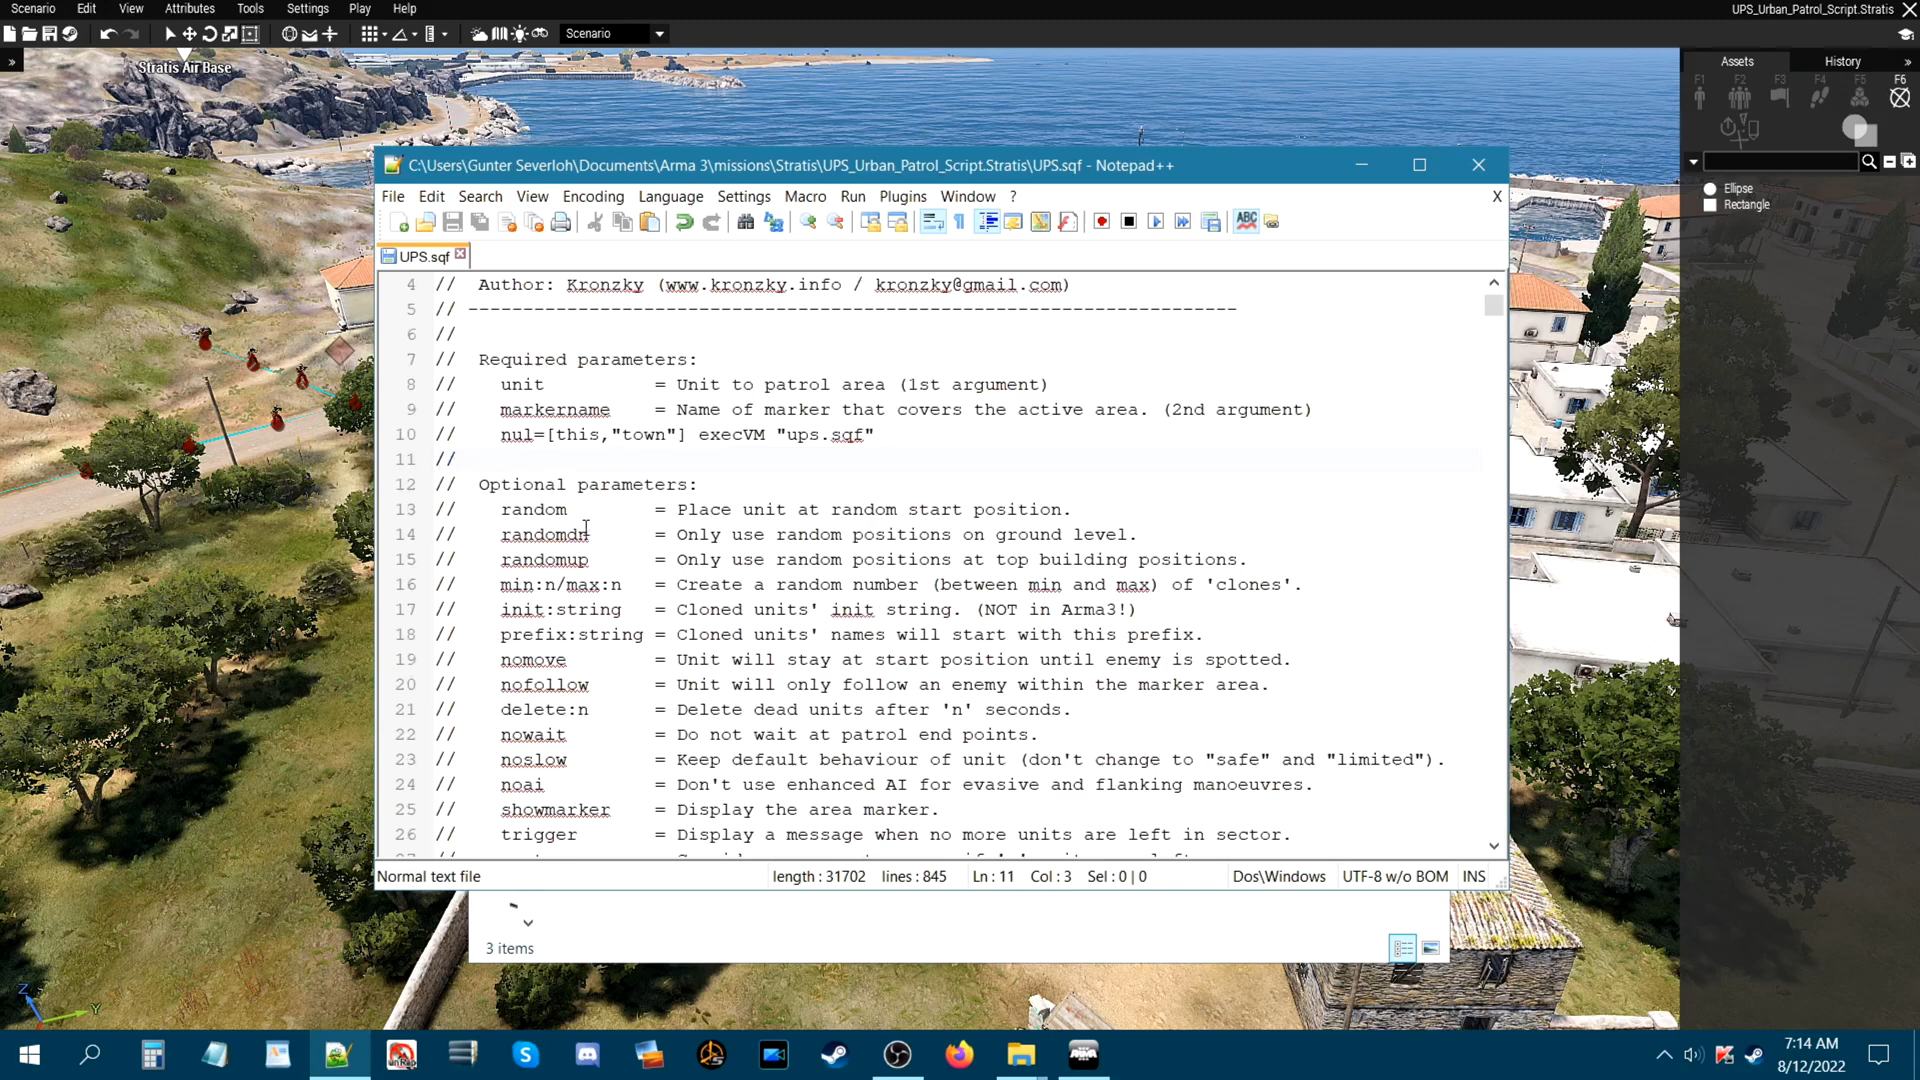 Scenario Edit View Attributes Tools Settings Play Help UPS_Urban_Patrol_Script.Stratis
Scenario
Stratis Air Base
Assets History
F1 F2 F3 F4 F5 F6
Ellipse
Rectangle
C:\Users\Gunter Severloh\Documents\Arma 3\missions\Stratis\UPS_Urban_Patrol_Script.Stratis\UPS.sqf - Notepad++
File Edit Search View Encoding Language Settings Macro Run Plugins Window ? X
ABC
UPS.sqf
4 // Author: Kronzky (www.kronzky.info / kronzky@gmail.com)
5 // ----------------------------------------------------------------------
6 //
7 // Required parameters:
8 // unit = Unit to patrol area (1st argument)
9 // markername = Name of marker that covers the active area. (2nd argument)
10 // nul=[this,"town"] execVM "ups.sqf"
11 //
12 // Optional parameters:
13 // random = Place unit at random start position.
14 // randomdn = Only use random positions on ground level.
15 // randomup = Only use random positions at top building positions.
16 // min:n/max:n = Create a random number (between min and max) of 'clones'.
17 // init:string = Cloned units' init string. (NOT in Arma3!)
18 // prefix:string = Cloned units' names will start with this prefix.
19 // nomove = Unit will stay at start position until enemy is spotted.
20 // nofollow = Unit will only follow an enemy within the marker area.
21 // delete:n = Delete dead units after 'n' seconds.
22 // nowait = Do not wait at patrol end points.
23 // noslow = Keep default behaviour of unit (don't change to "safe" and "limited").
24 // noai = Don't use enhanced AI for evasive and flanking manoeuvres.
25 // showmarker = Display the area marker.
26 // trigger = Display a message when no more units are left in sector.
Normal text file length : 31702 lines : 845 Ln : 11 Col : 3 Sel : 0 | 0 Dos\Windows UTF-8 w/o BOM INS
3 items
Z
Y
7:14 AM
8/12/2022